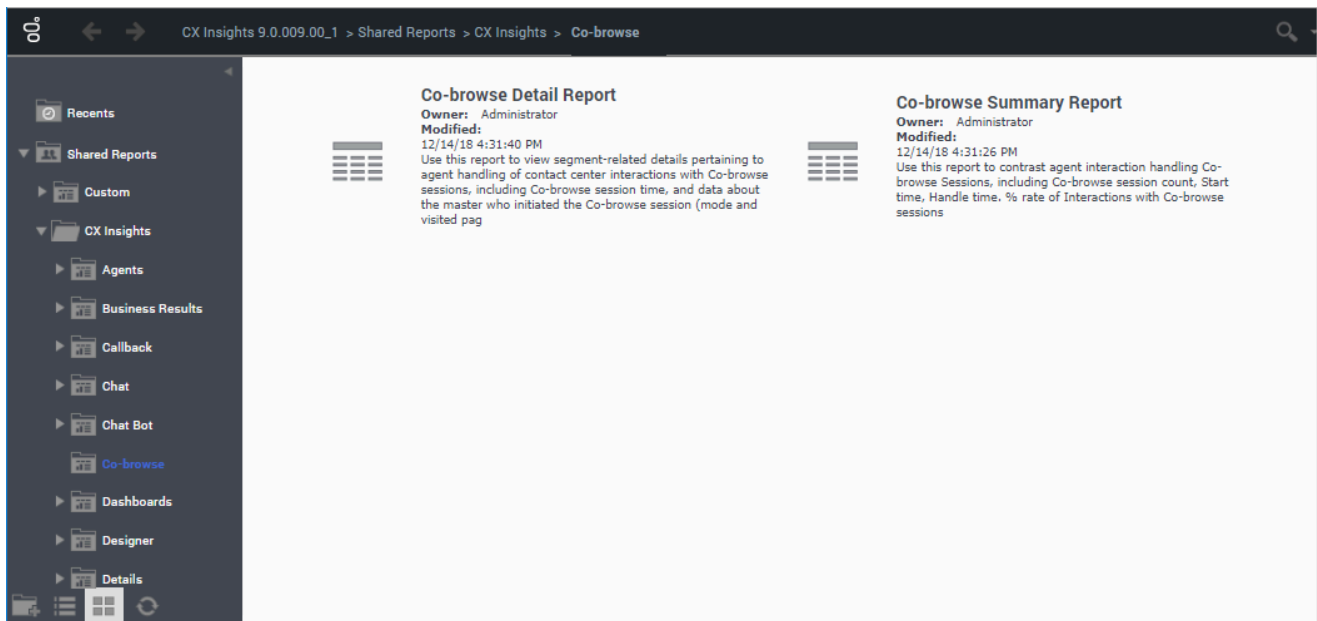 CX Insights 9.0.009.00_1 > Shared Reports > CX Insights > Co-browse
Recents
Shared Reports
Custom
CX Insights
Agents
Business Results
Callback
Chat
Chat Bot
Co-browse
Dashboards
Designer
Details
Co-browse Detail Report
Owner: Administrator
Modified:
12/14/18 4:31:40 PM
Use this report to view segment-related details pertaining to
agent handling of contact center interactions with Co-browse
sessions, including Co-browse session time, and data about
the master who initiated the Co-browse session (mode and
visited pag
Co-browse Summary Report
Owner: Administrator
Modified:
12/14/18 4:31:26 PM
Use this report to contrast agent interaction handling Co-
browse Sessions, including Co-browse session count, Start
time, Handle time. % rate of Interactions with Co-browse
sessions